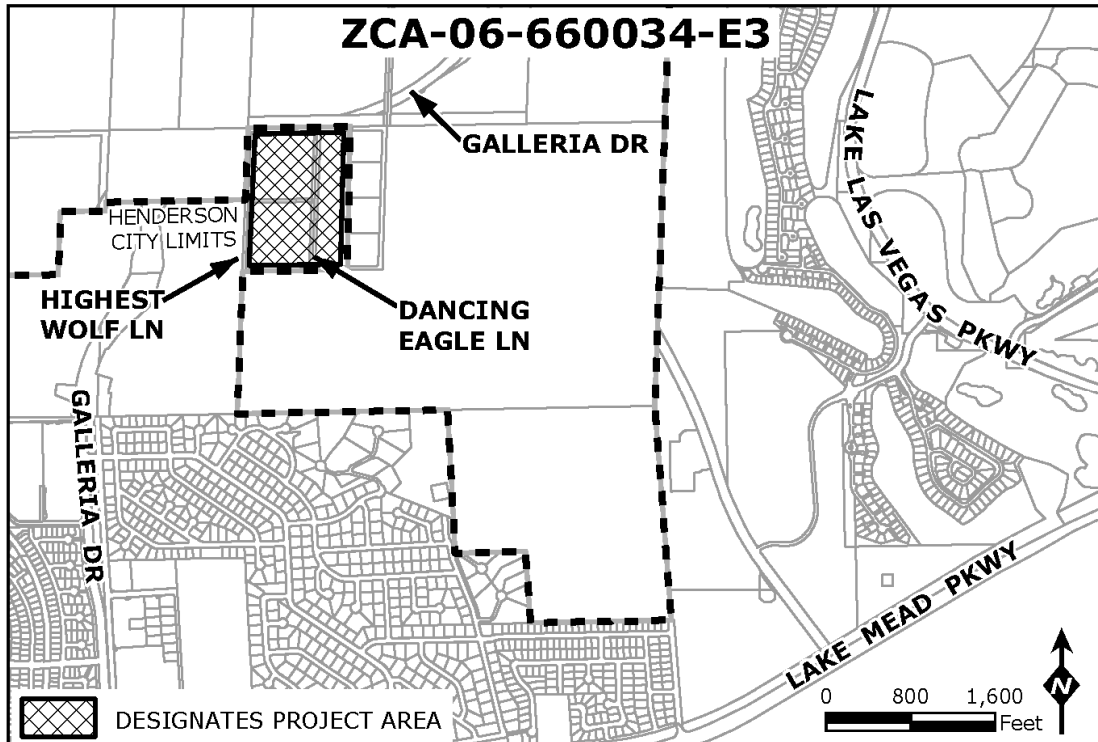 ZCA-06-660034-E3
GALLERIA DR
HENDERSON
CITY LIMITS
HIGHEST
WOLF LN
DANCING
EAGLE LN
LAKE LAS VEGAS PKWY
GALLERIA DR
LAKE MEAD PKWY
N
0 800 1,600
Feet
DESIGNATES PROJECT AREA